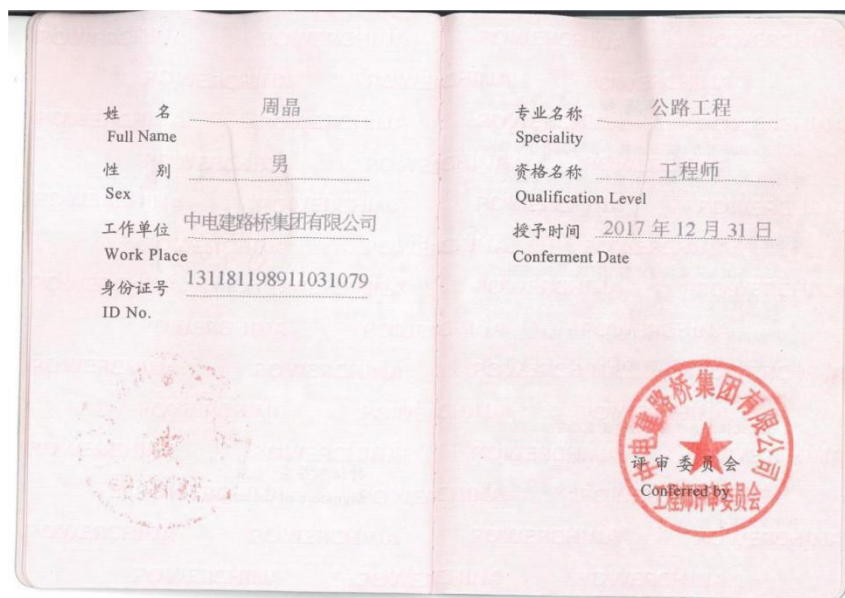 姓 名 周晶
Full Name
性 别 男
Sex
工作单位 中电建路桥集团有限公司
Work Place
身份证号 131181198911031079
ID No.
专业名称 公路工程
Speciality
资格名称 工程师
Qualification Level
授予时间 2017 年 12 月 31 日
Conferment Date
中电建路桥集团有限公司
评审委员会
Conferred by
工程师评审委员会